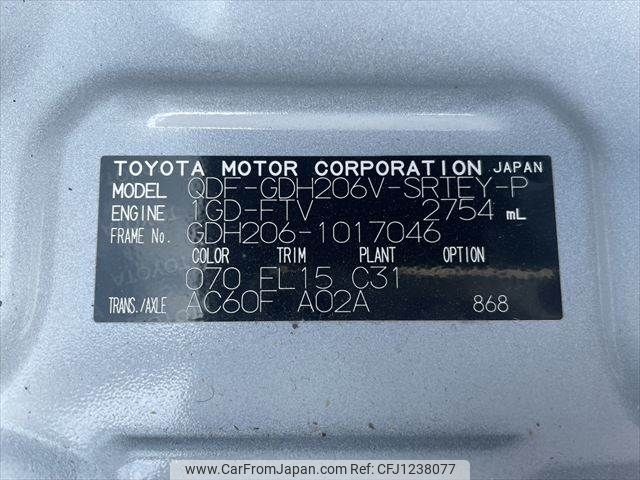 TOYOTA MOTOR CORPORATION JAPAN
MODEL QDF-GDH206V-SRTEY-P
ENGINE 1GD-FTV 2754 mL
FRAME No. GDH206-1017046
COLOR TRIM PLANT OPTION
070 FL15 C31
TRANS./AXLE AC60F A02A 868
www.CarFromJapan.com CFJ1238077